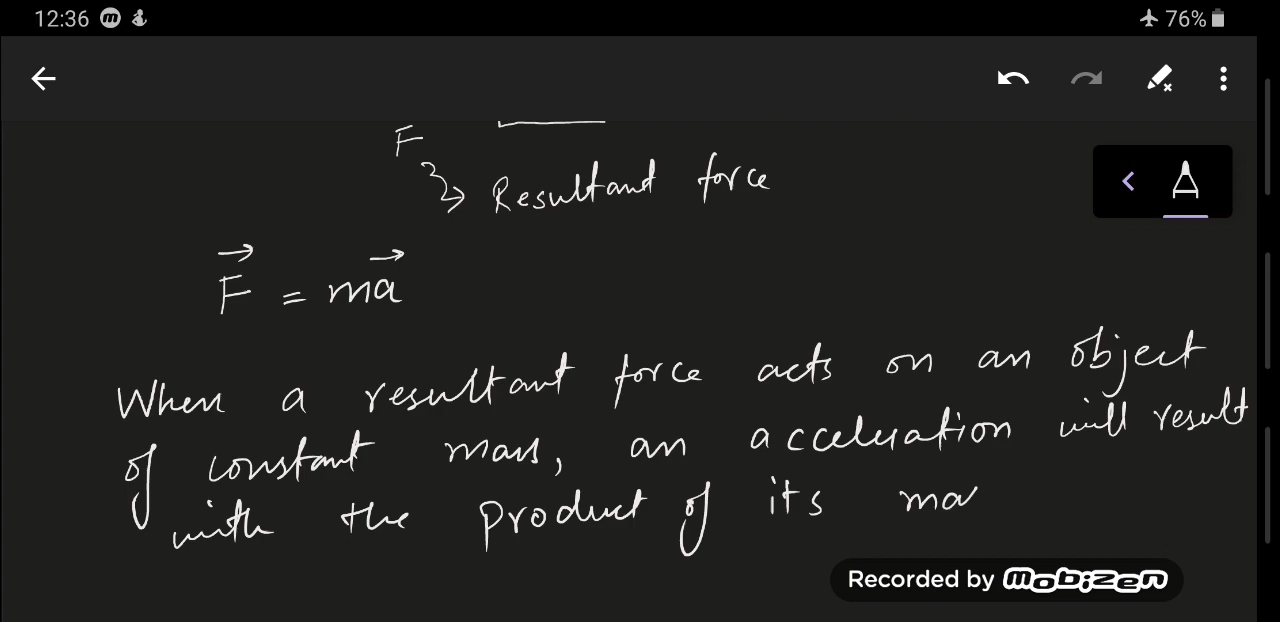 12:36 76%
F
Resultant force
F = ma
When a resultant force acts on an object
of constant mass, an acceleration will result
with the product of its ma
Recorded by mobizen